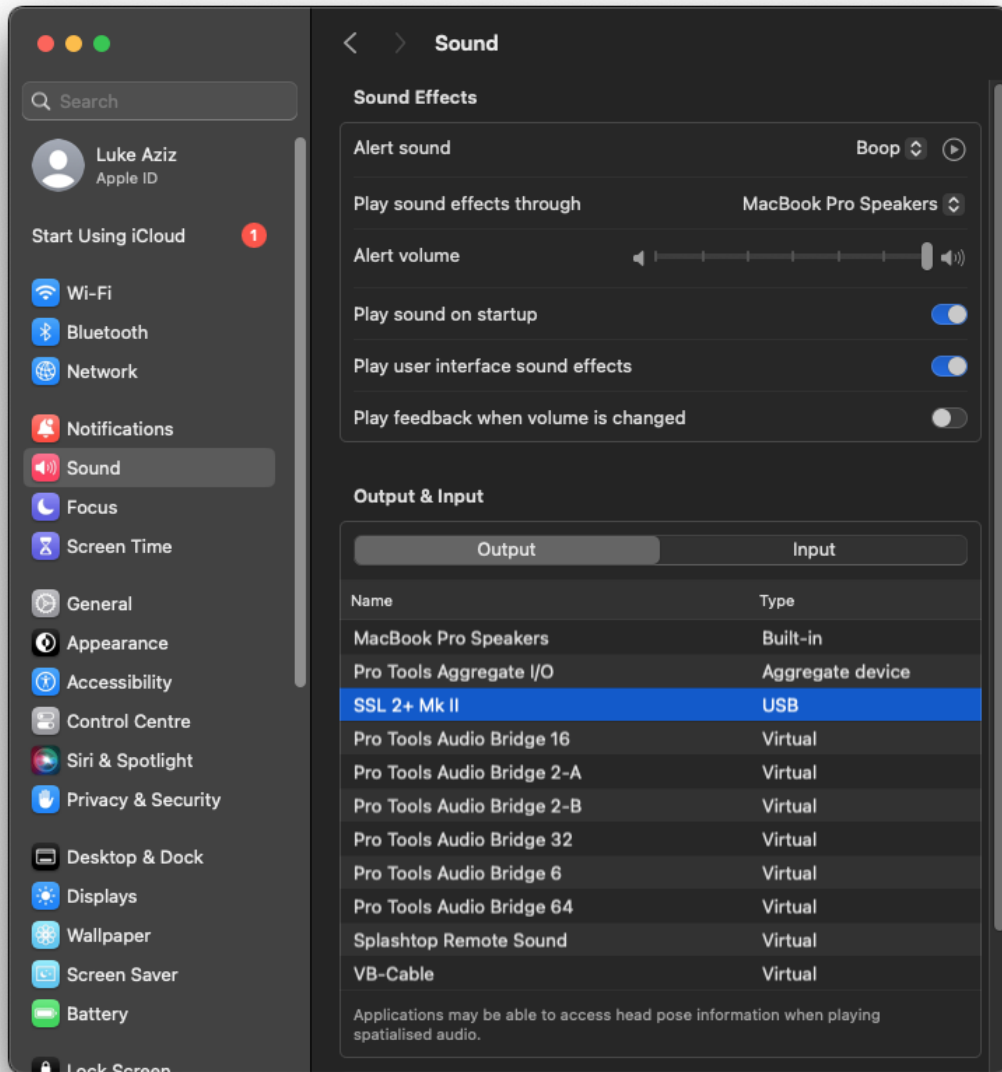 Search
Luke Aziz
Apple ID
Start Using iCloud 1
Wi-Fi
Bluetooth
Network
Notifications
Sound
Focus
Screen Time
General
Appearance
Accessibility
Control Centre
Siri & Spotlight
Privacy & Security
Desktop & Dock
Displays
Wallpaper
Screen Saver
Battery
Lock Screen
Sound
Sound Effects
Alert sound Boop
Play sound effects through MacBook Pro Speakers
Alert volume
Play sound on startup
Play user interface sound effects
Play feedback when volume is changed
Output & Input
Output Input
Name Type
MacBook Pro Speakers Built-in
Pro Tools Aggregate I/O Aggregate device
SSL 2+ Mk II USB
Pro Tools Audio Bridge 16 Virtual
Pro Tools Audio Bridge 2-A Virtual
Pro Tools Audio Bridge 2-B Virtual
Pro Tools Audio Bridge 32 Virtual
Pro Tools Audio Bridge 6 Virtual
Pro Tools Audio Bridge 64 Virtual
Splashtop Remote Sound Virtual
VB-Cable Virtual
Applications may be able to access head pose information when playing
spatialised audio.